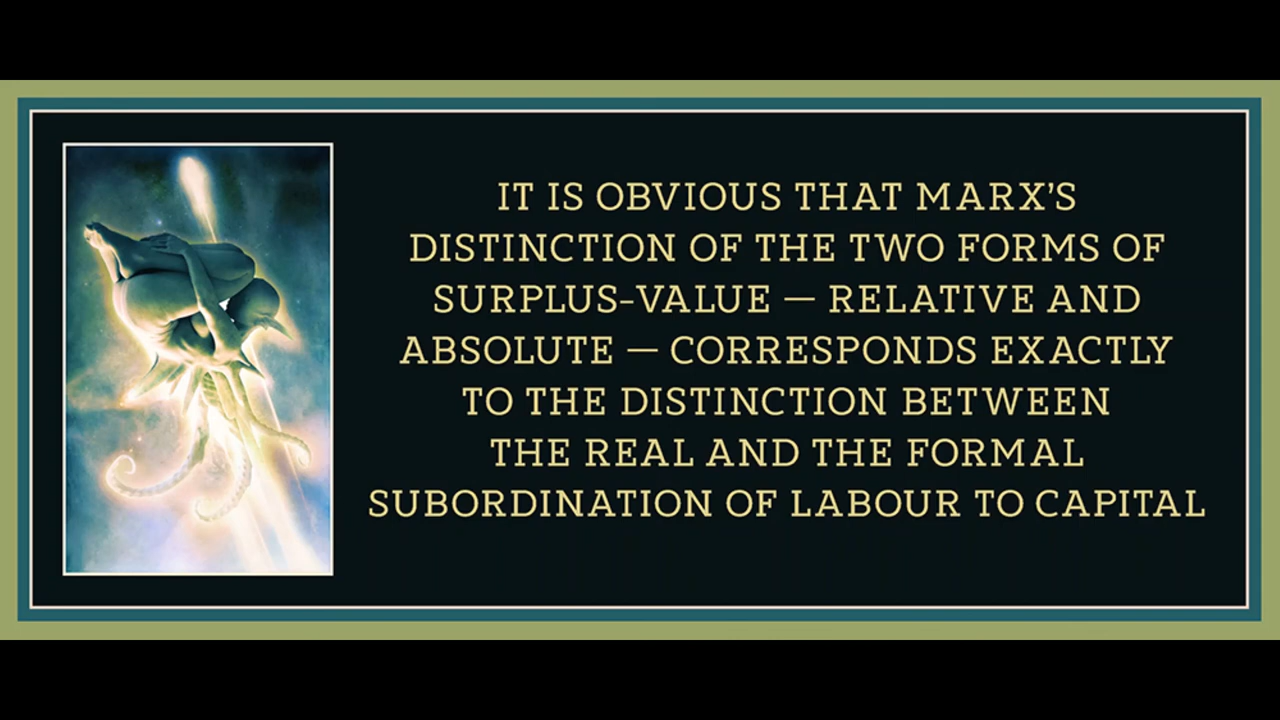 IT IS OBVIOUS THAT MARX'S
DISTINCTION OF THE TWO FORMS OF
SURPLUS-VALUE — RELATIVE AND
ABSOLUTE — CORRESPONDS EXACTLY
TO THE DISTINCTION BETWEEN
THE REAL AND THE FORMAL
SUBORDINATION OF LABOUR TO CAPITAL